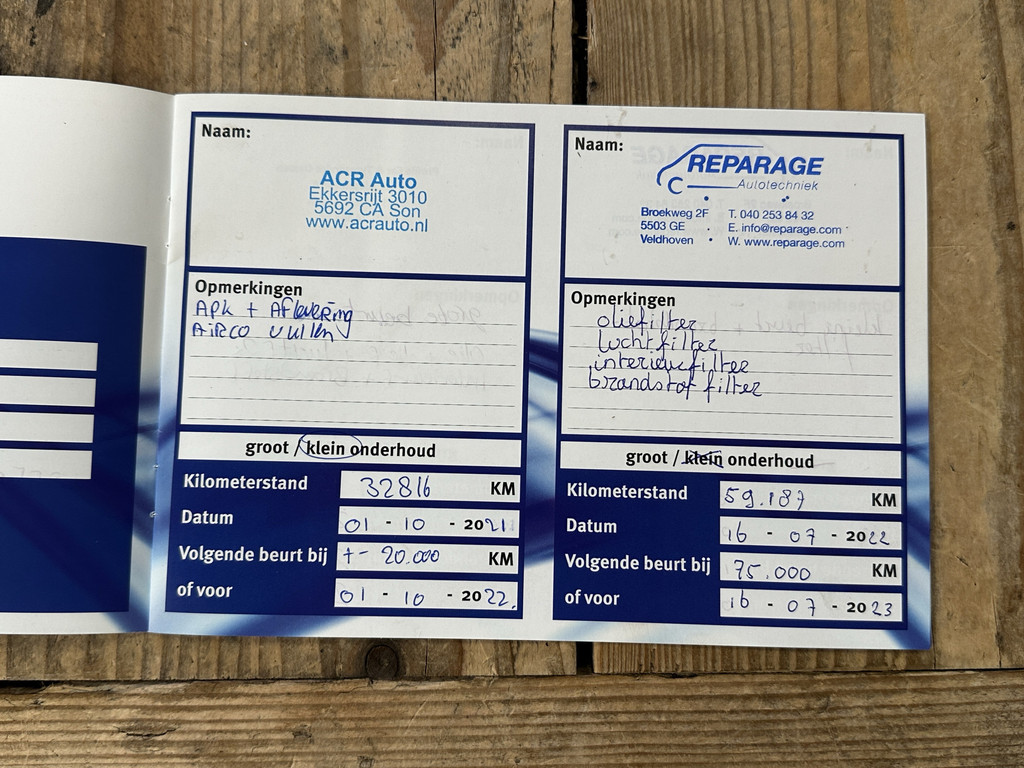 Naam:
ACR Auto
Ekkersrijt 3010
5692 CA Son
www.acrauto.nl
Opmerkingen
APK + Aflevering
AIRCO vullen
groot / klein onderhoud
Kilometerstand 32816 KM
Datum 01 - 10 - 2021
Volgende beurt bij +- 20.000 KM
of voor 01 - 10 - 2022.
Naam:
REPARAGE
Autotechniek
Broekweg 2F T. 040 253 84 32
5503 GE E. info@reparage.com
Veldhoven W. www.reparage.com
Opmerkingen
oliefilter
luchtfilter
interieurfilter
brandstof filter
groot / klein onderhoud
Kilometerstand 59.187 KM
Datum 16 - 07 - 2022
Volgende beurt bij 75.000 KM
of voor 16 - 07 - 2023